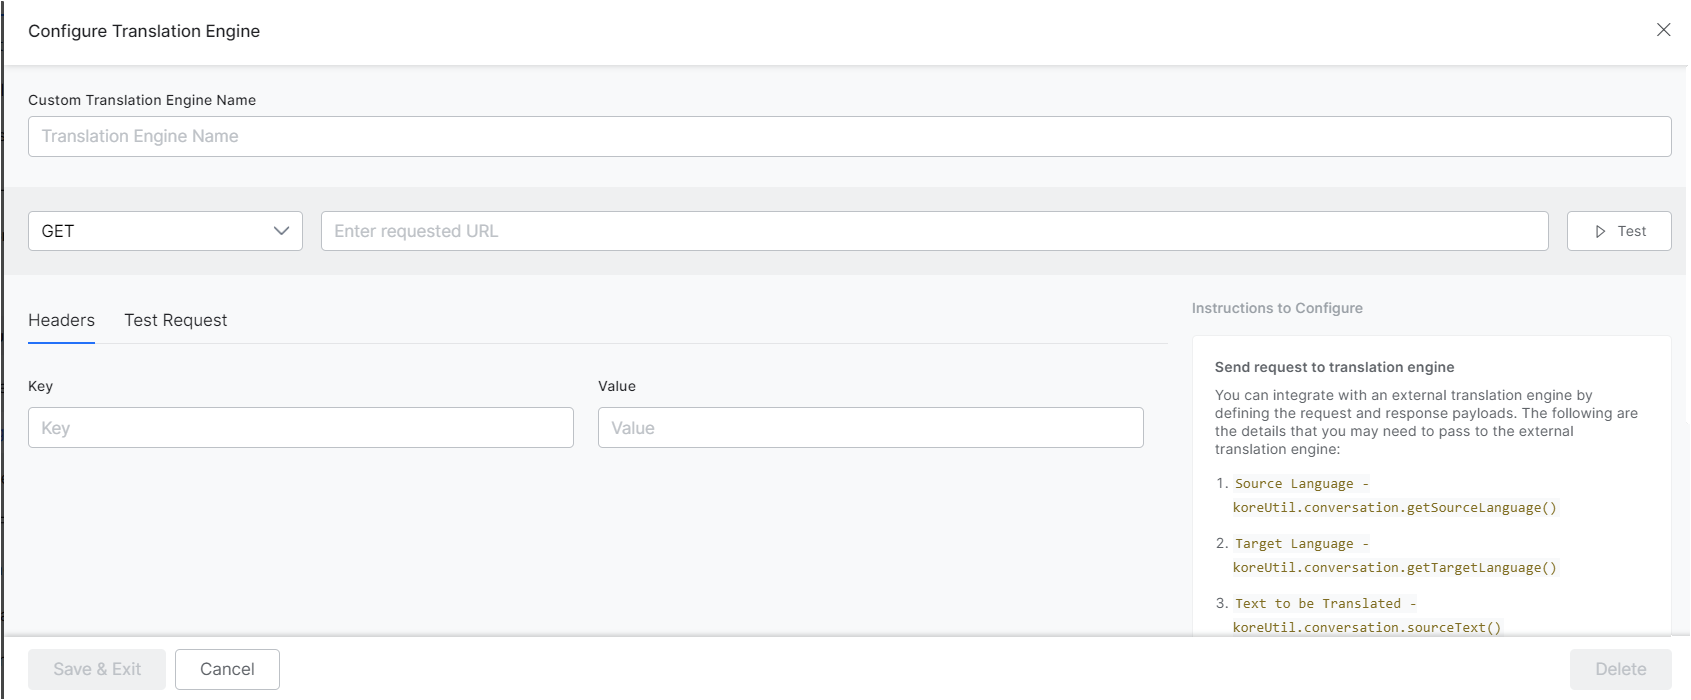 Configure Translation Engine
Custom Translation Engine Name
Translation Engine Name
GET
Enter requested URL
Test
Headers
Test Request
Key
Value
Key
Value
Instructions to Configure
Send request to translation engine
You can integrate with an external translation engine by
defining the request and response payloads. The following are
the details that you may need to pass to the external
translation engine:
1. Source Language -
koreUtil.conversation.getSourceLanguage()
2. Target Language -
koreUtil.conversation.getTargetLanguage()
3. Text to be Translated -
koreUtil.conversation.sourceText()
Save & Exit
Cancel
Delete